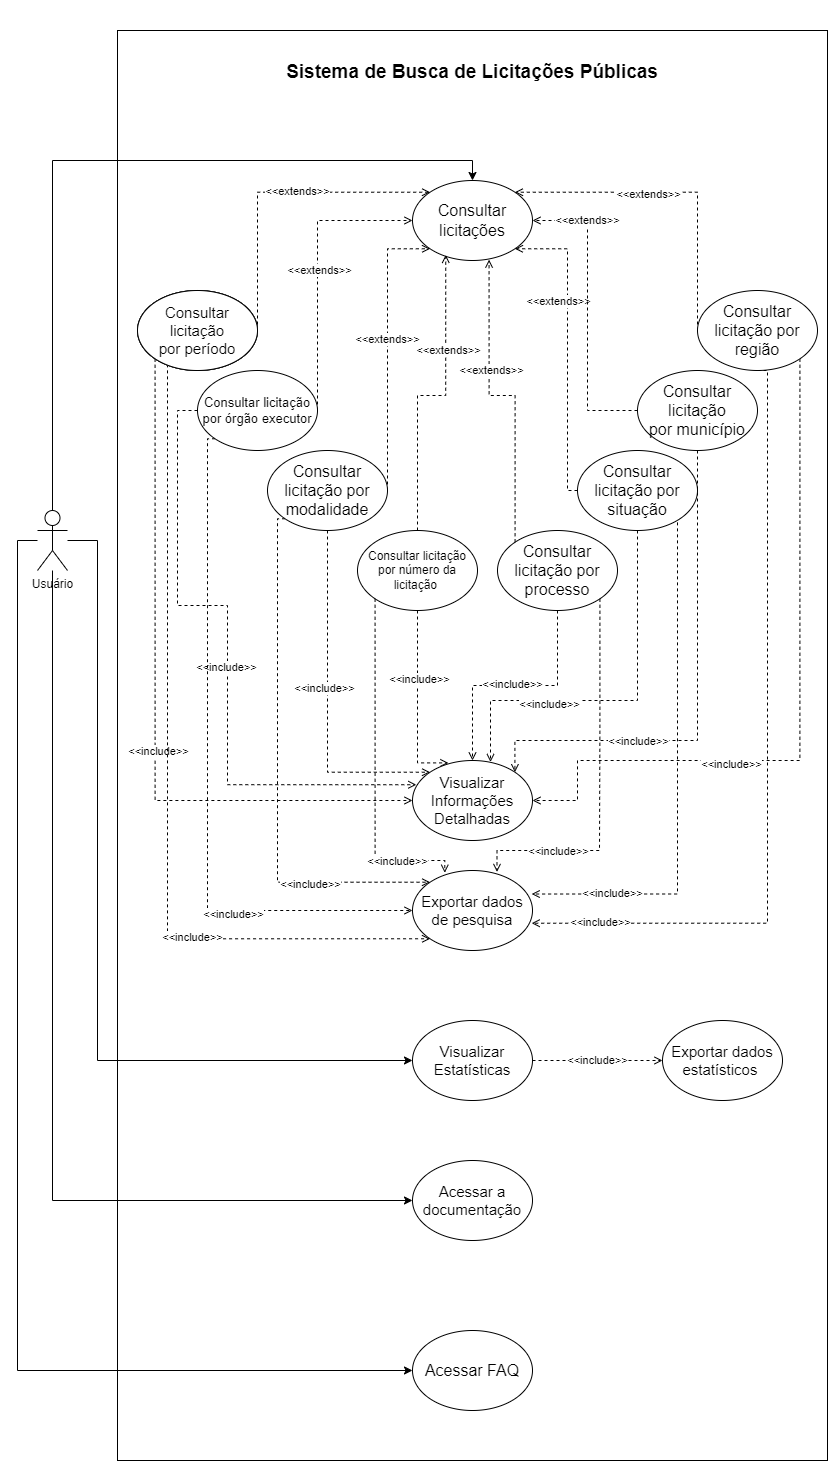 Sistema de Busca de Licitações Públicas
<<extends>>
<<extends>>
Consultar
licitações
<<extends>>
<<extends>>
<<extends>>
Consultar
licitação
por período
Consultar
licitação por
região
<<extends>>
<<extends>>
<<extends>>
Consultar licitação
por órgão executor
Consultar
licitação
por município
Consultar
licitação por
modalidade
Consultar
licitação por
situação
Consultar licitação
por número da
licitação
Consultar
licitação por
processo
Usuário
<<include>>
<<include>>
<<include>>
<<include>>
<<include>>
<<include>>
<<include>>
<<include>>
Visualizar
Informações
Detalhadas
<<include>>
<<include>>
<<include>>
<<include>>
<<include>>
<<include>>
<<include>>
Exportar dados
de pesquisa
Visualizar
Estatísticas
<<include>>
Exportar dados
estatísticos
Acessar a
documentação
Acessar FAQ